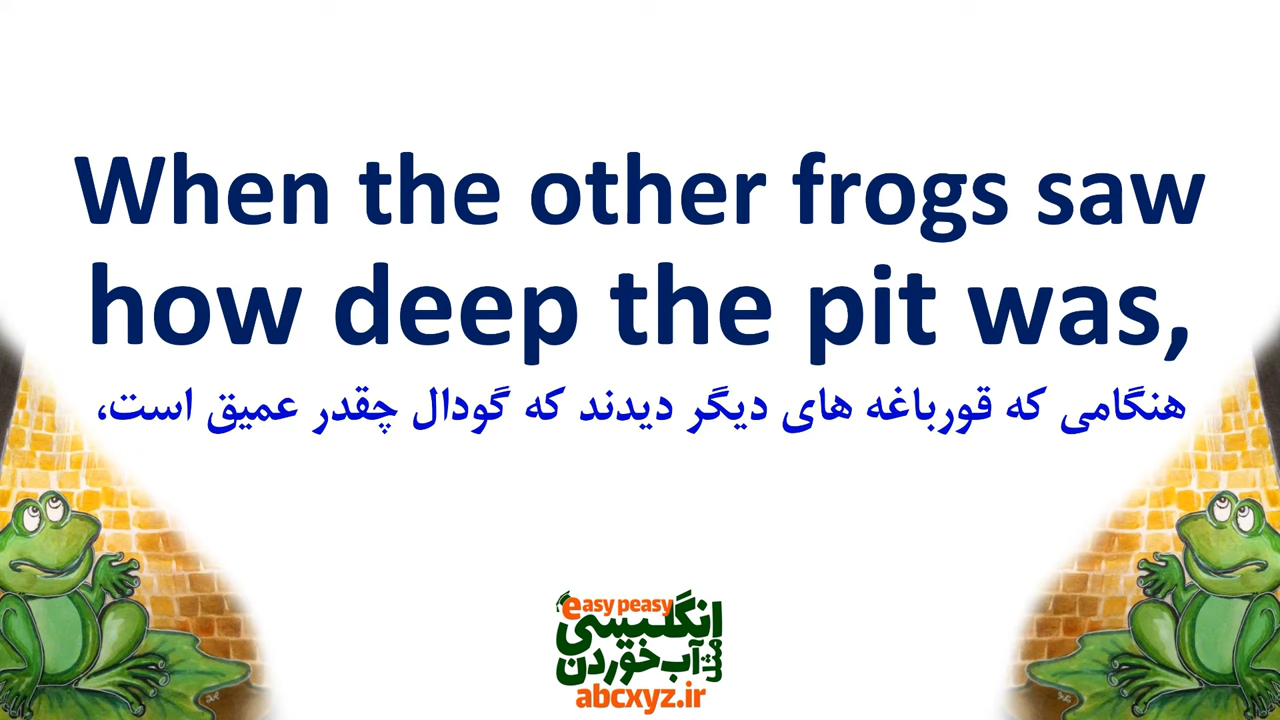 When the other frogs saw
how deep the pit was,
هنگامی که قورباغه های دیگر دیدند که گودال چقدر عمیق است،
easy peasy
انگلیسی
مثل آب خوردن
abcxyz.ir